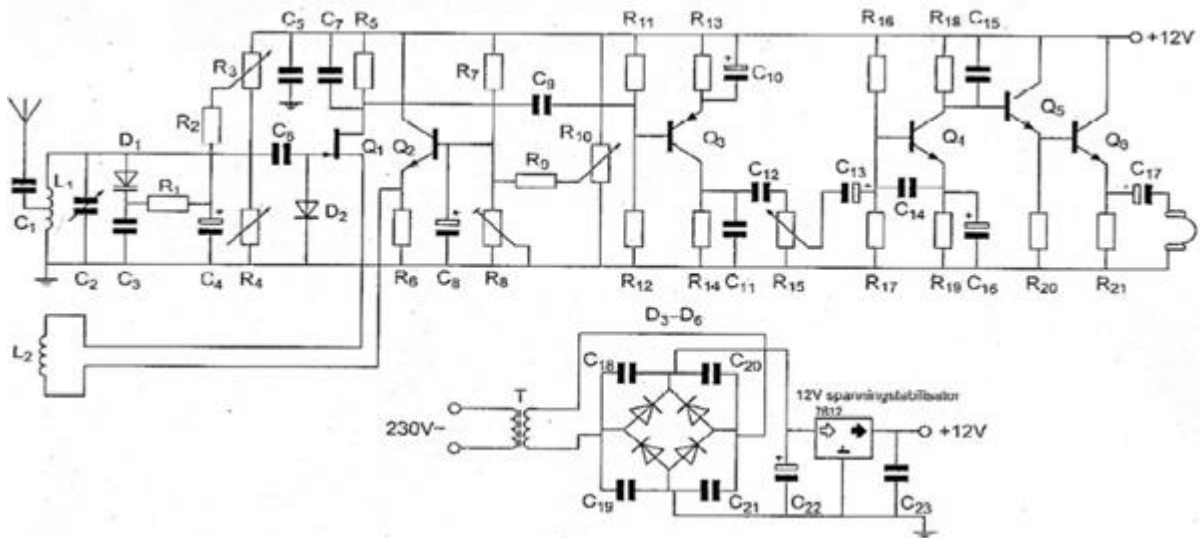 C5 C7 R5 R11 R13 R16 R18 C15
+12V
R3 R7 C9 + C10
R2 R10
D1 C6 Q1 Q2 Q3 Q4 Q5 Q6
L1 R1 R9 C12 C13 + C17
C1 + D2 + C14 +
C2 C3 C4 R4 R6 C8 R8 R12 R14 C11 R15 R17 R19 C16 R20 R21
D3–D6
L2 C18 C20
T 12V spanningstabilisator
7812
230V~ +12V
+
C19 C21 C22 C23